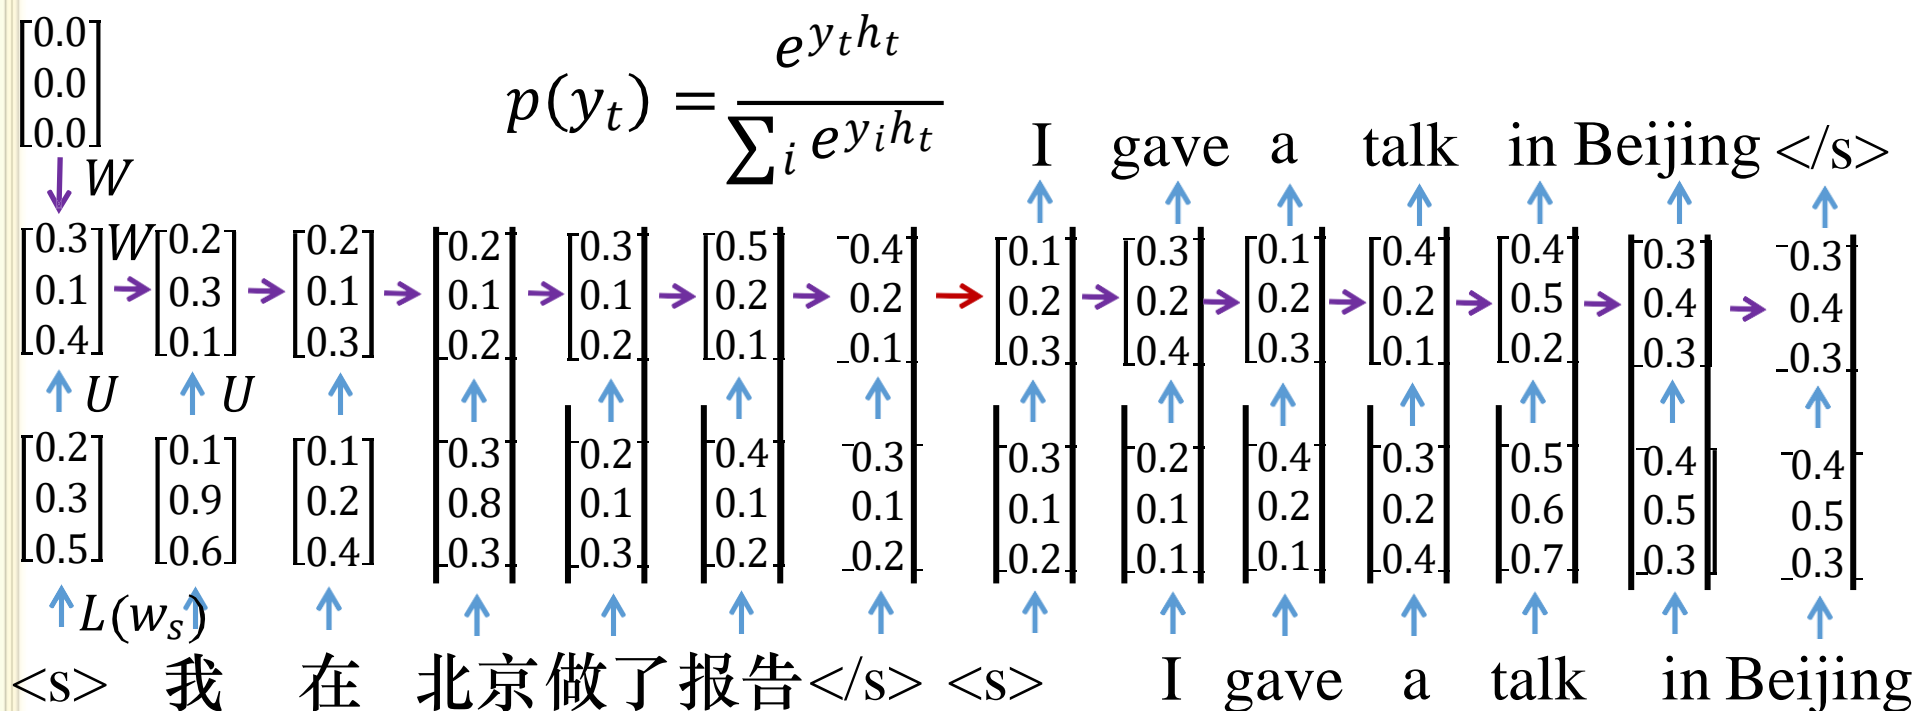 0.0
0.0
0.0
W
p(y_t) = e^{y_t h_t} / ∑_i e^{y_i h_t}
I gave a talk in Beijing </s>
0.3 W 0.2 0.2 0.2 0.3 0.5 0.4 0.1 0.3 0.1 0.4 0.4 0.3 0.3
0.1 0.3 0.1 0.1 0.1 0.2 0.2 0.2 0.2 0.2 0.2 0.5 0.4 0.4
0.4 0.1 0.3 0.2 0.2 0.1 0.1 0.3 0.4 0.3 0.1 0.2 0.3 0.3
U U
0.2 0.1 0.1 0.3 0.2 0.4 0.3 0.3 0.2 0.4 0.3 0.5 0.4 0.4
0.3 0.9 0.2 0.8 0.1 0.1 0.1 0.1 0.1 0.2 0.2 0.6 0.5 0.5
0.5 0.6 0.4 0.3 0.3 0.2 0.2 0.2 0.1 0.1 0.4 0.7 0.3 0.3
L(w_s)
<s> 我 在 北京 做了 报告 </s> <s> I gave a talk in Beijing